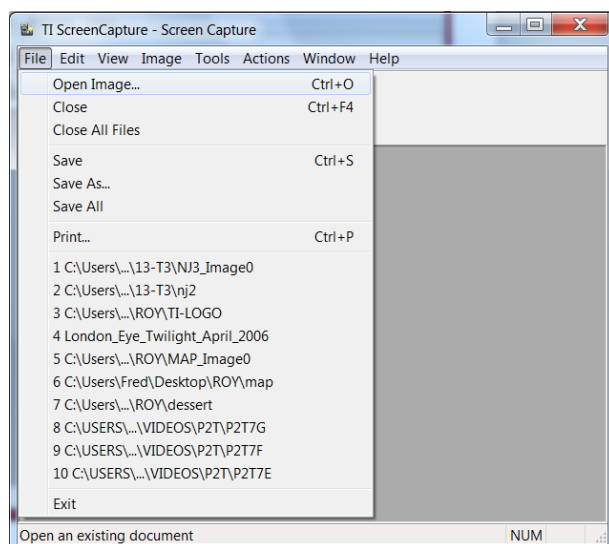 TI ScreenCapture - Screen Capture
File Edit View Image Tools Actions Window Help
Open Image... Ctrl+O
Close Ctrl+F4
Close All Files
Save Ctrl+S
Save As...
Save All
Print... Ctrl+P
1 C:\Users\...\13-T3\NJ3_Image0
2 C:\Users\...\13-T3\nj2
3 C:\Users\...\ROY\TI-LOGO
4 London_Eye_Twilight_April_2006
5 C:\Users\...\ROY\MAP_Image0
6 C:\Users\Fred\Desktop\ROY\map
7 C:\Users\...\ROY\dessert
8 C:\USERS\...\VIDEOS\P2T\P2T7G
9 C:\USERS\...\VIDEOS\P2T\P2T7F
10 C:\USERS\...\VIDEOS\P2T\P2T7E
Exit
Open an existing document NUM